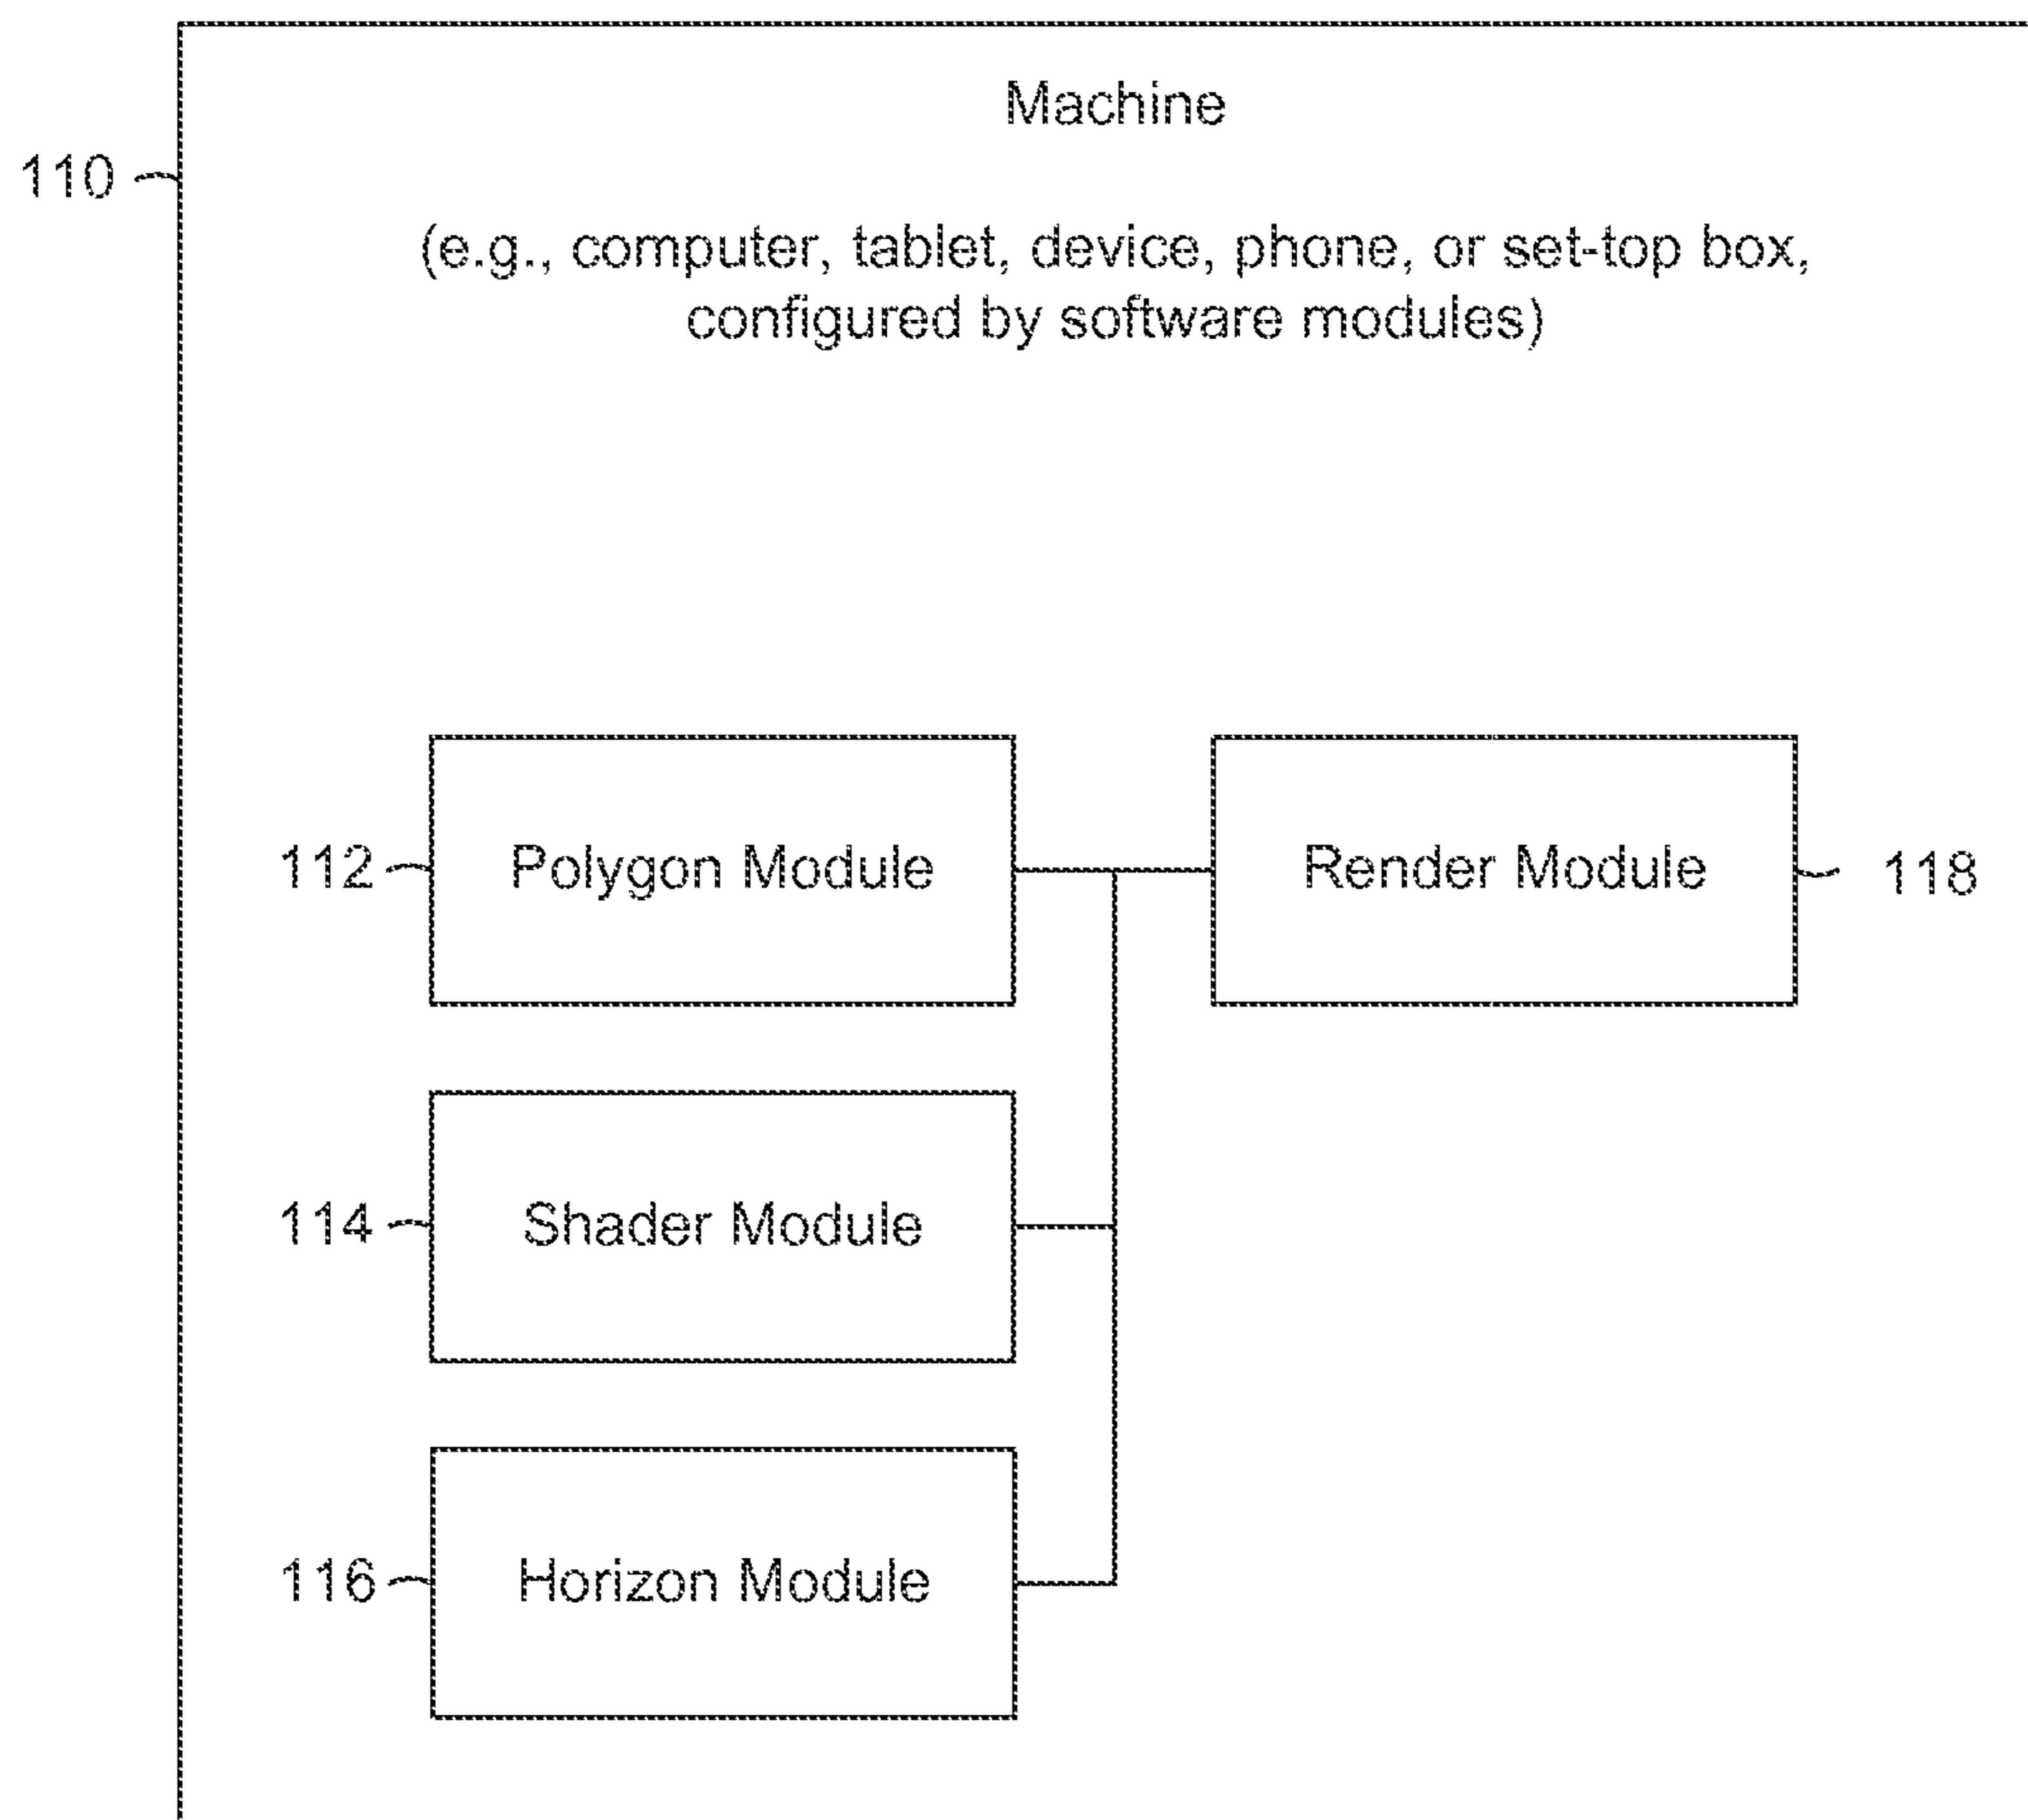 Machine
110
(e.g., computer, tablet, device, phone, or set-top box,
configured by software modules)
112
Polygon Module
Render Module
118
114
Shader Module
116
Horizon Module